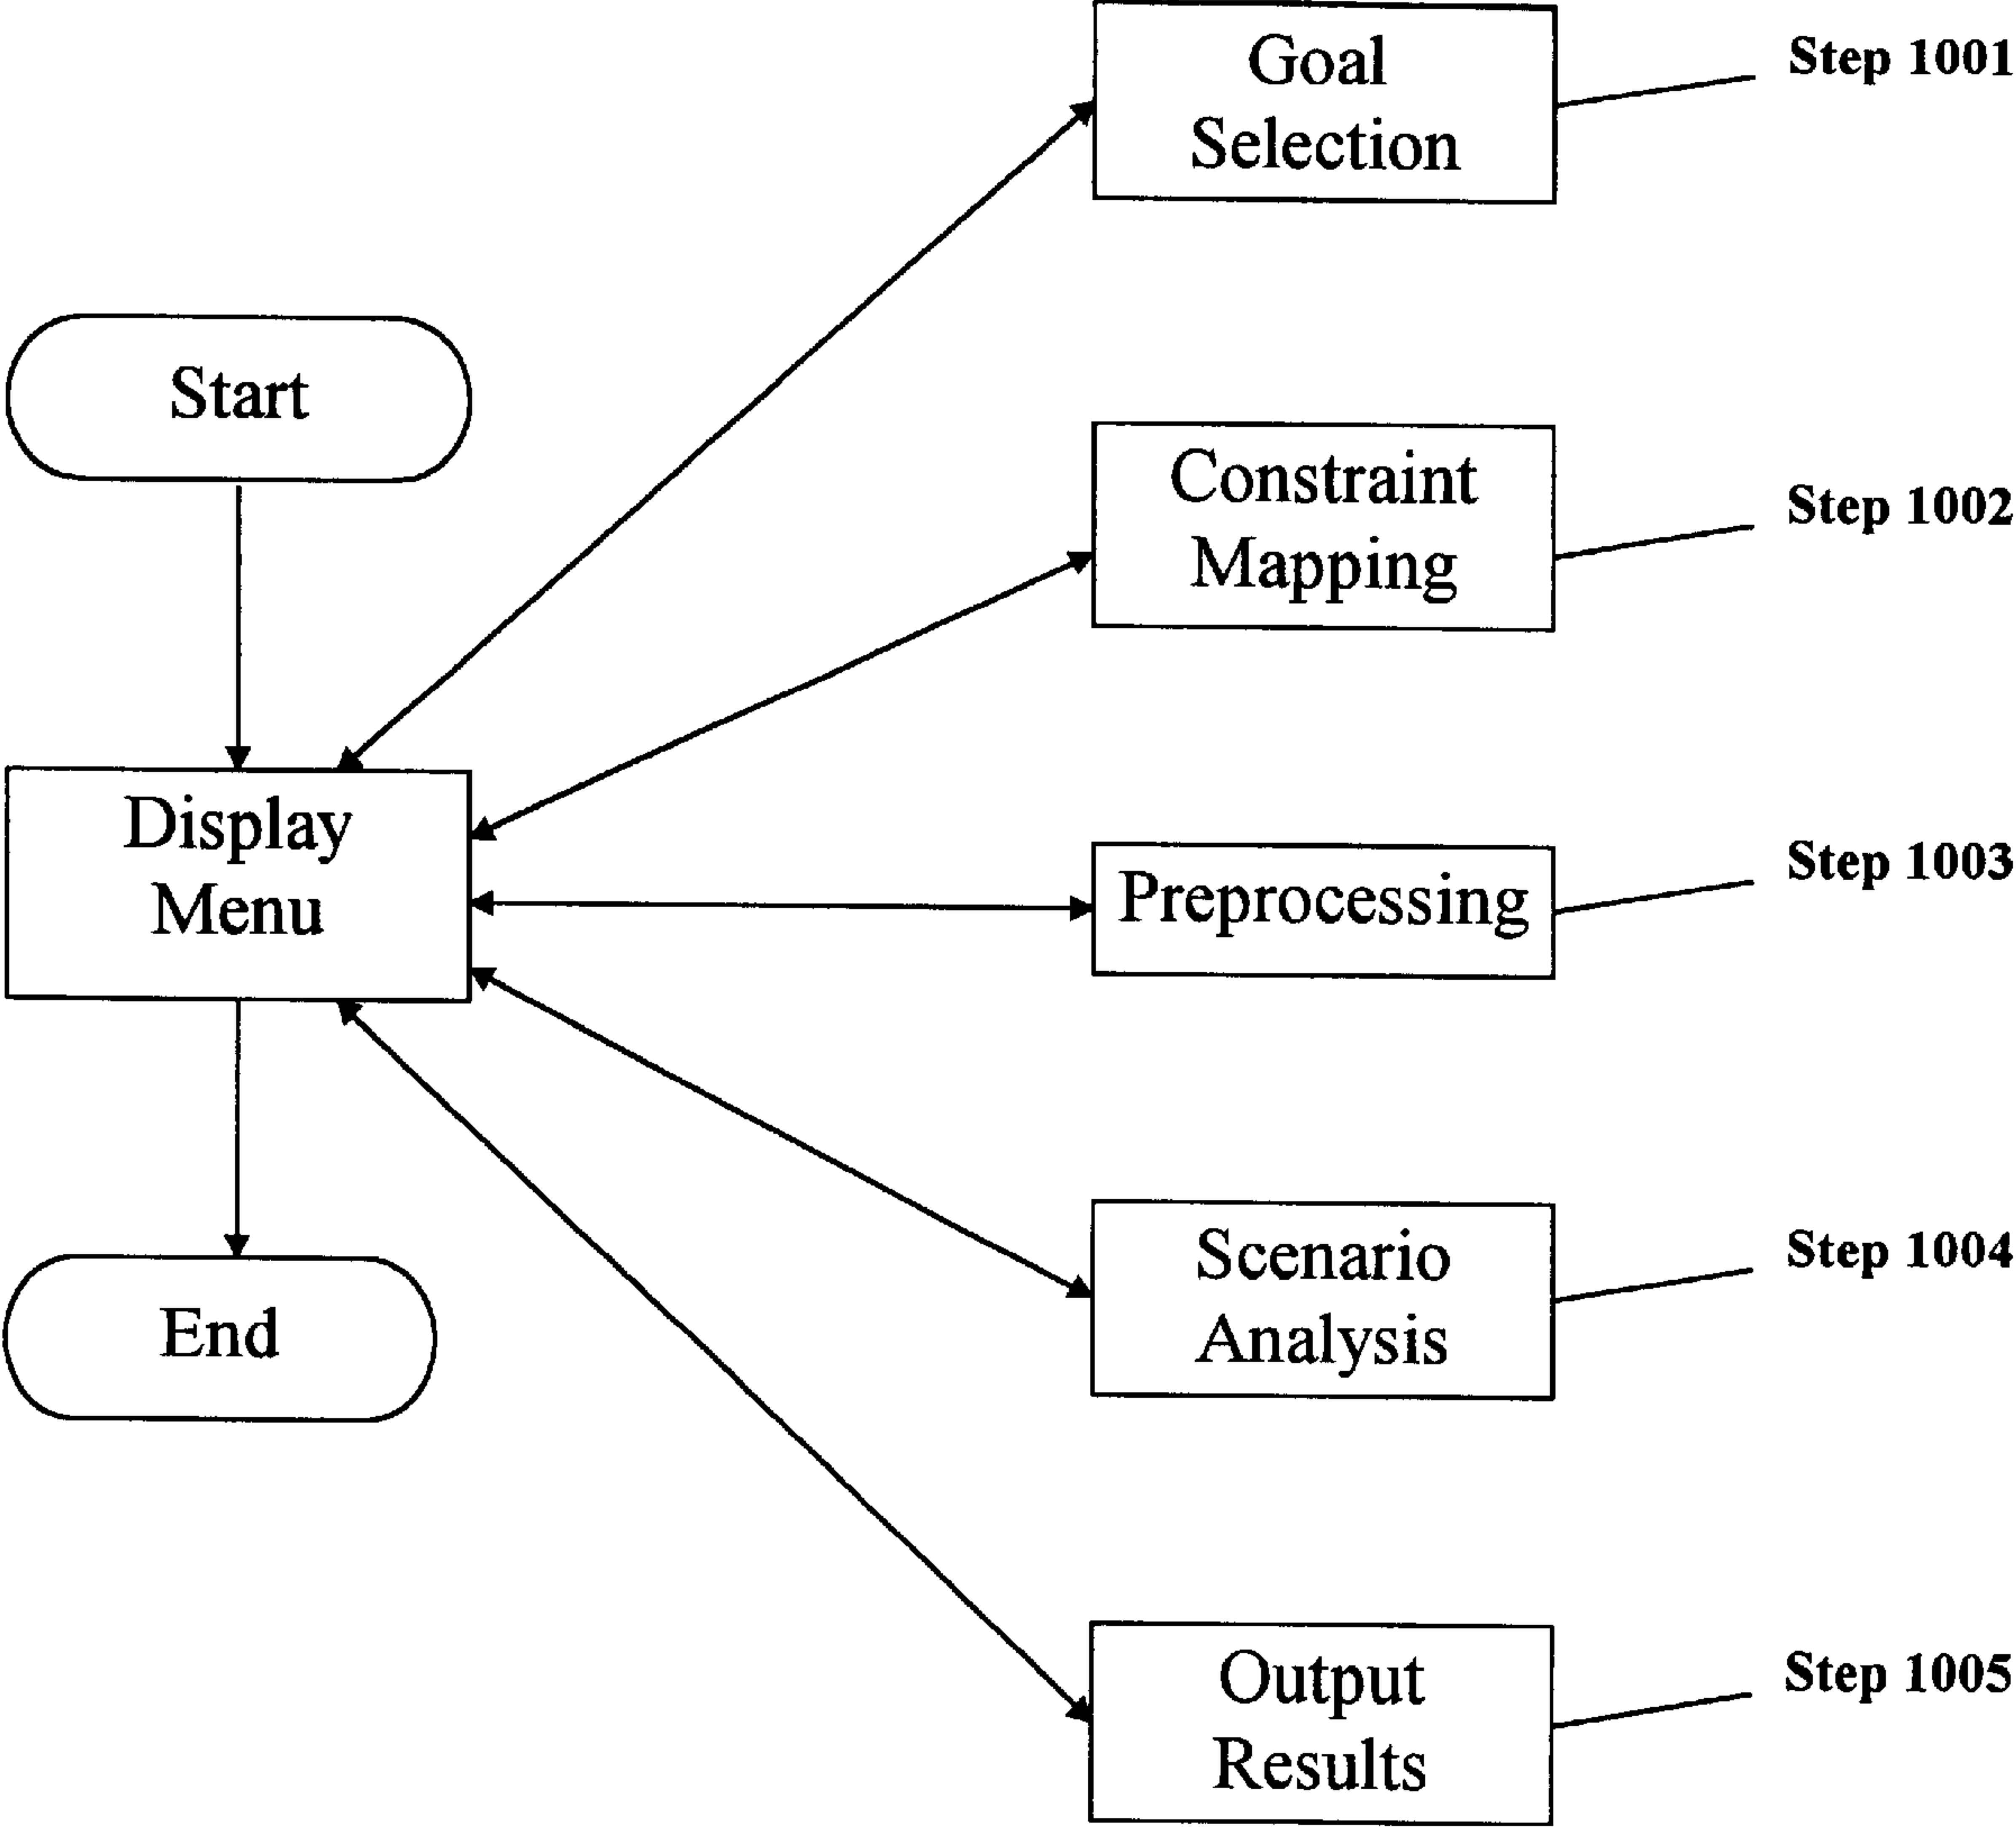 Goal
Selection
Step 1001
Start
Constraint
Mapping
Step 1002
Display
Menu
Preprocessing
Step 1003
Scenario
Analysis
Step 1004
End
Output
Results
Step 1005